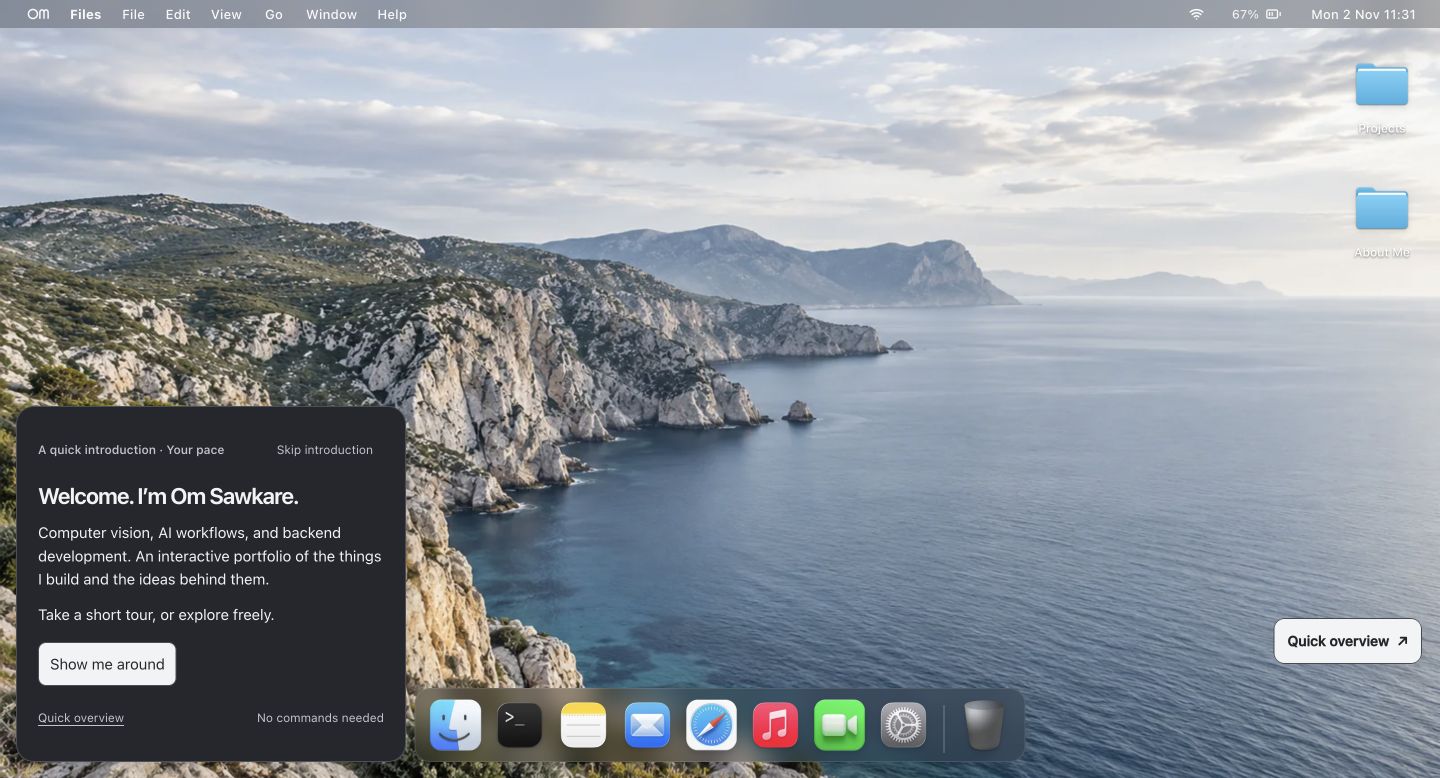 OM Files File Edit View Go Window Help 67% Mon 2 Nov 11:31
Projects
About Me
A quick introduction · Your pace Skip introduction
Welcome. I’m Om Sawkare.
Computer vision, AI workflows, and backend
development. An interactive portfolio of the things
I build and the ideas behind them.
Take a short tour, or explore freely.
Show me around
Quick overview No commands needed
Quick overview ↗
>_